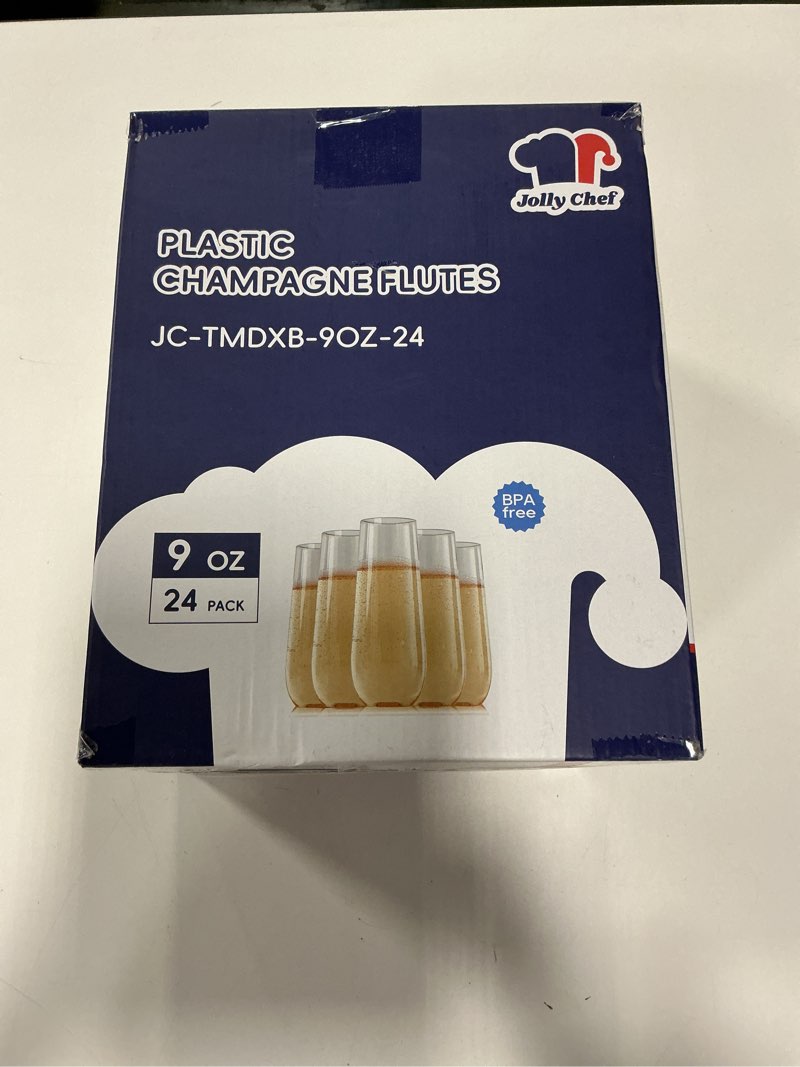 Jolly Chef
PLASTIC
CHAMPAGNE FLUTES
JC-TMDXB-9OZ-24
BPA
free
9 OZ
24 PACK